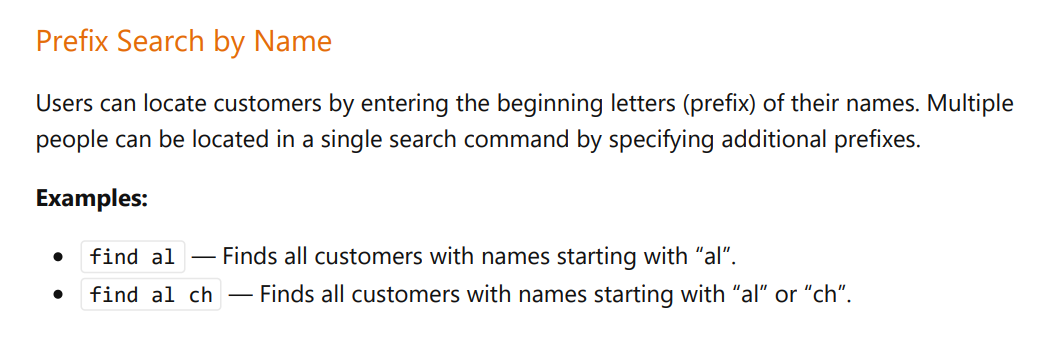 Prefix Search by Name
Users can locate customers by entering the beginning letters (prefix) of their names. Multiple
people can be located in a single search command by specifying additional prefixes.
Examples:
• find al — Finds all customers with names starting with “al”.
• find al ch — Finds all customers with names starting with “al” or “ch”.